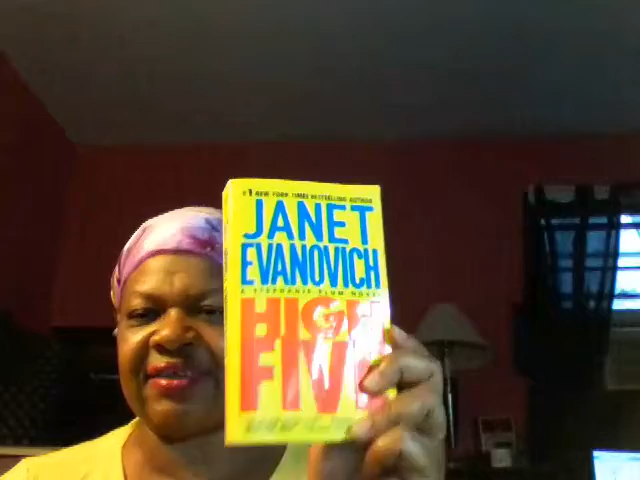 #1 NEW YORK TIMES BESTSELLING AUTHOR
JANET
EVANOVICH
A STEPHANIE PLUM NOVEL
HIGH
FIVE